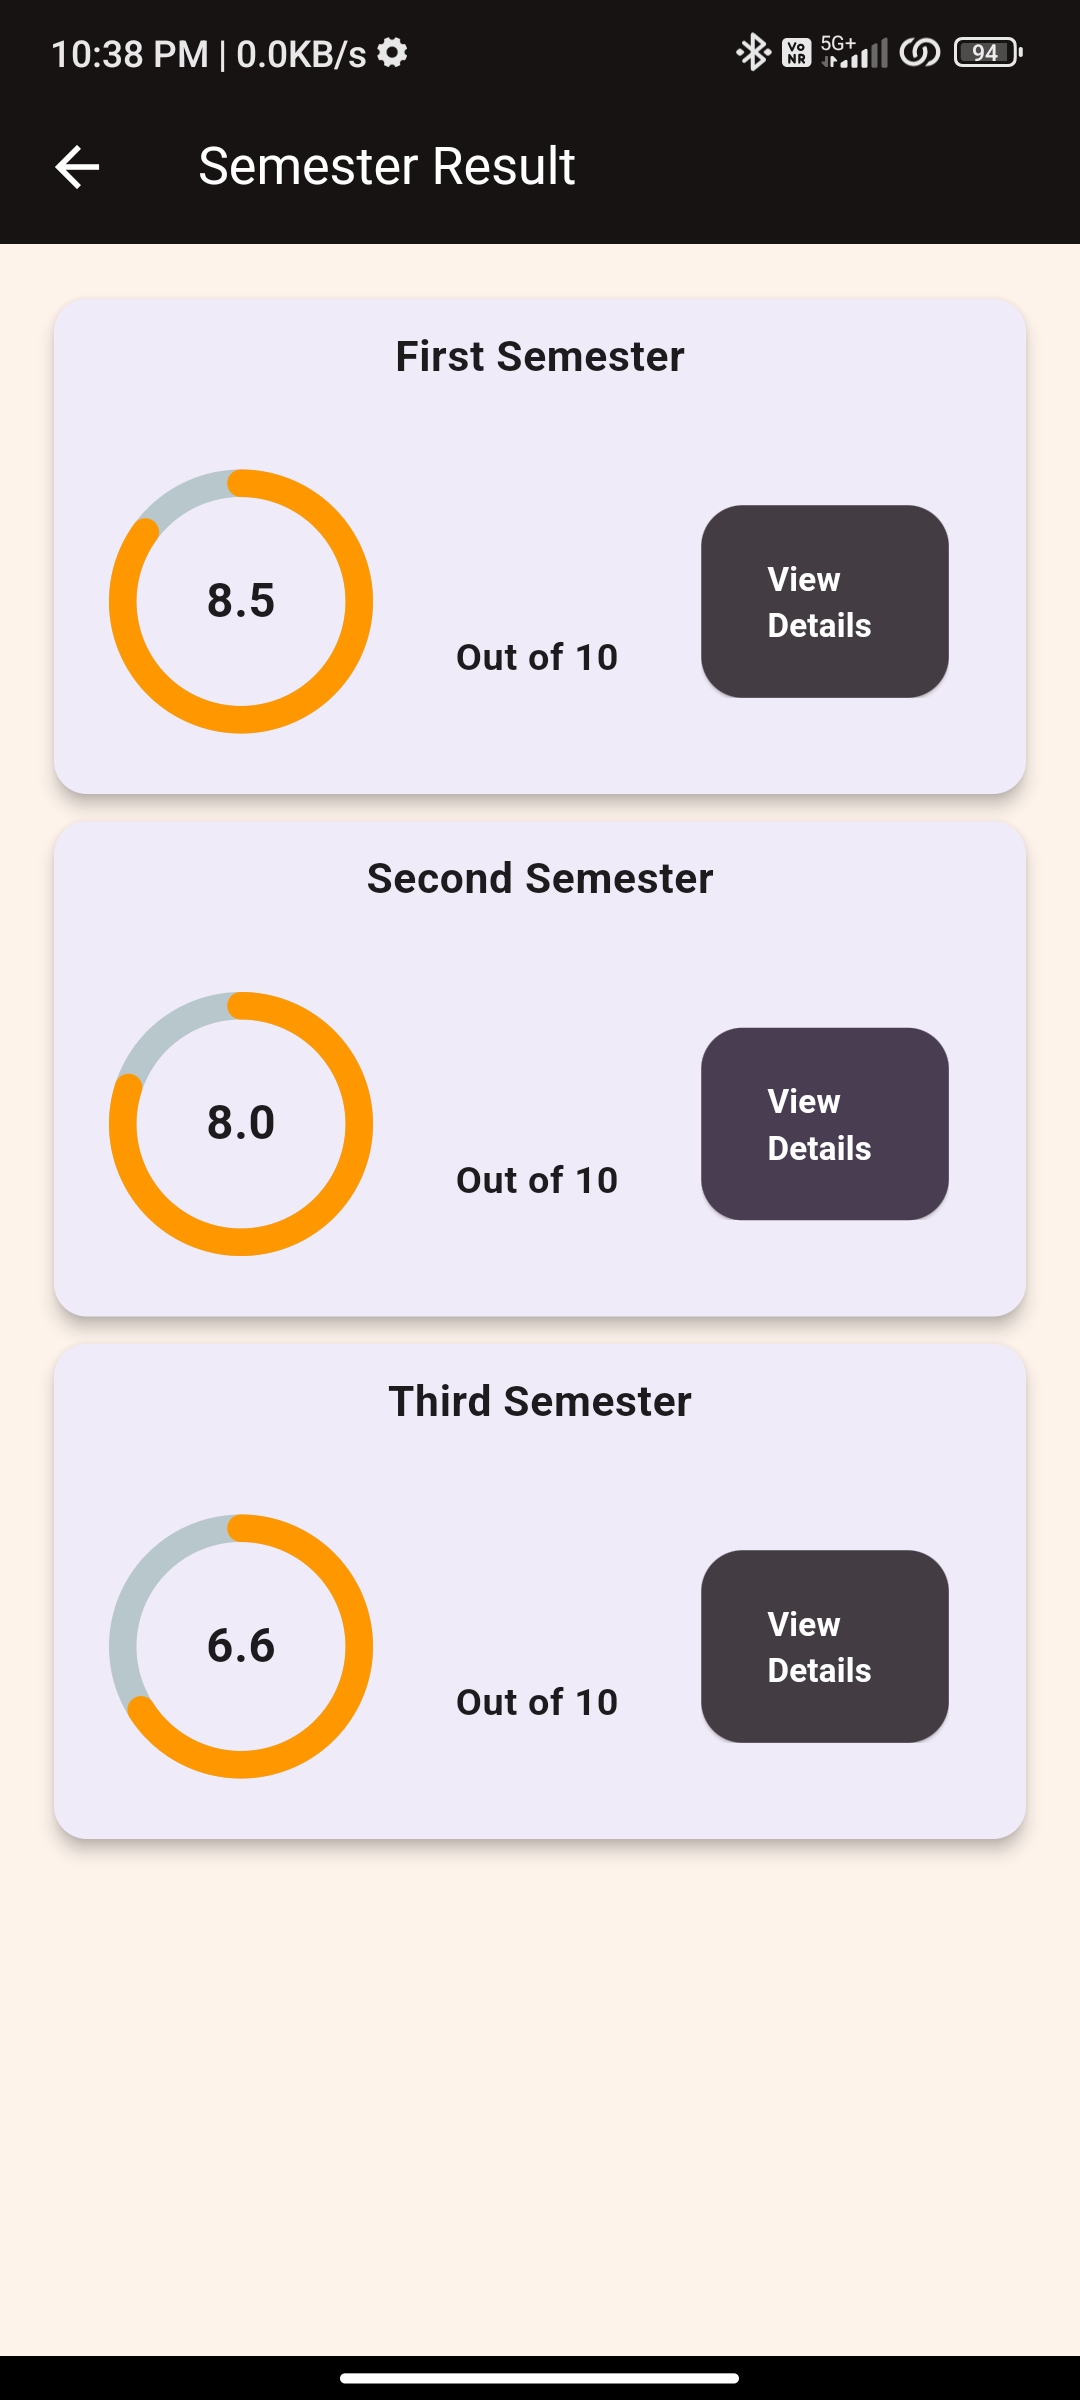 10:38 PM | 0.0KB/s
Vo NR 5G+ 94
Semester Result
First Semester
8.5
Out of 10
View
Details
Second Semester
8.0
Out of 10
View
Details
Third Semester
6.6
Out of 10
View
Details